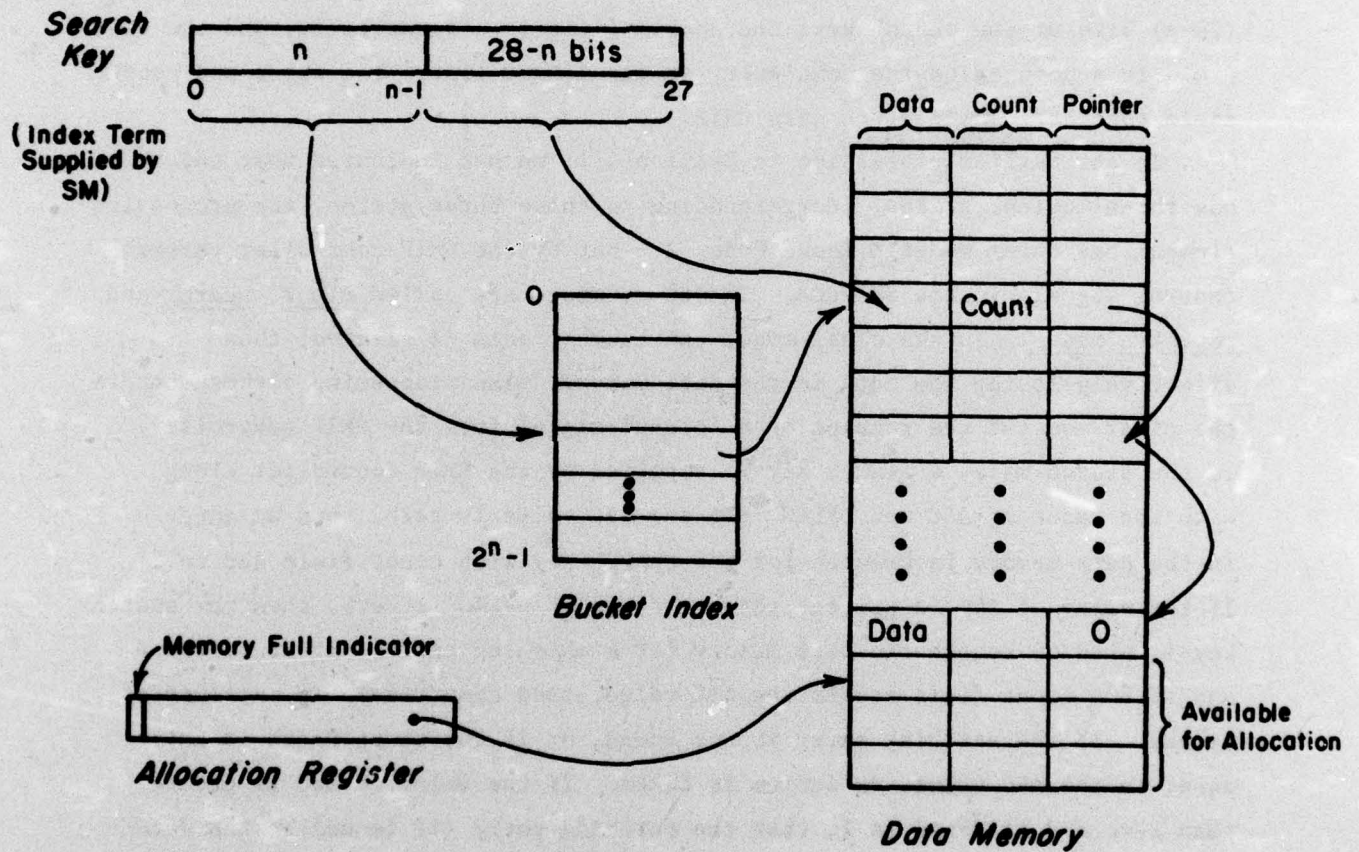 Search
Key
n
28-n bits
0
n-1
27
(Index Term
Supplied by
SM)
Data Count Pointer
Count
0
2ⁿ-1
Bucket Index
Data
0
Memory Full Indicator
Allocation Register
Available
for Allocation
Data Memory